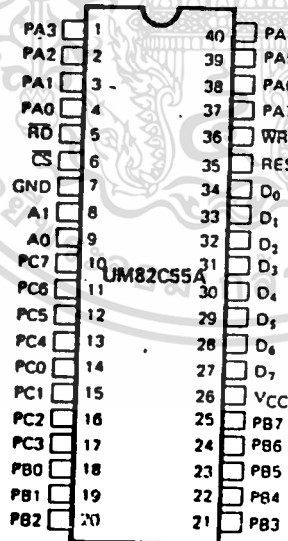 PA3 1 40 PA
PA2 2 39 PA
PA1 3 38 PA
PA0 4 37 PA
RD 5 36 WR
CS 6 35 RES
GND 7 34 D0
A1 8 33 D1
A0 9 32 D2
PC7 10 31 D3
UM82C55A
PC6 11 30 D4
PC5 12 29 D5
PC4 13 28 D6
PC0 14 27 D7
PC1 15 26 VCC
PC2 16 25 PB7
PC3 17 24 PB6
PB0 18 23 PB5
PB1 19 22 PB4
PB2 20 21 PB3